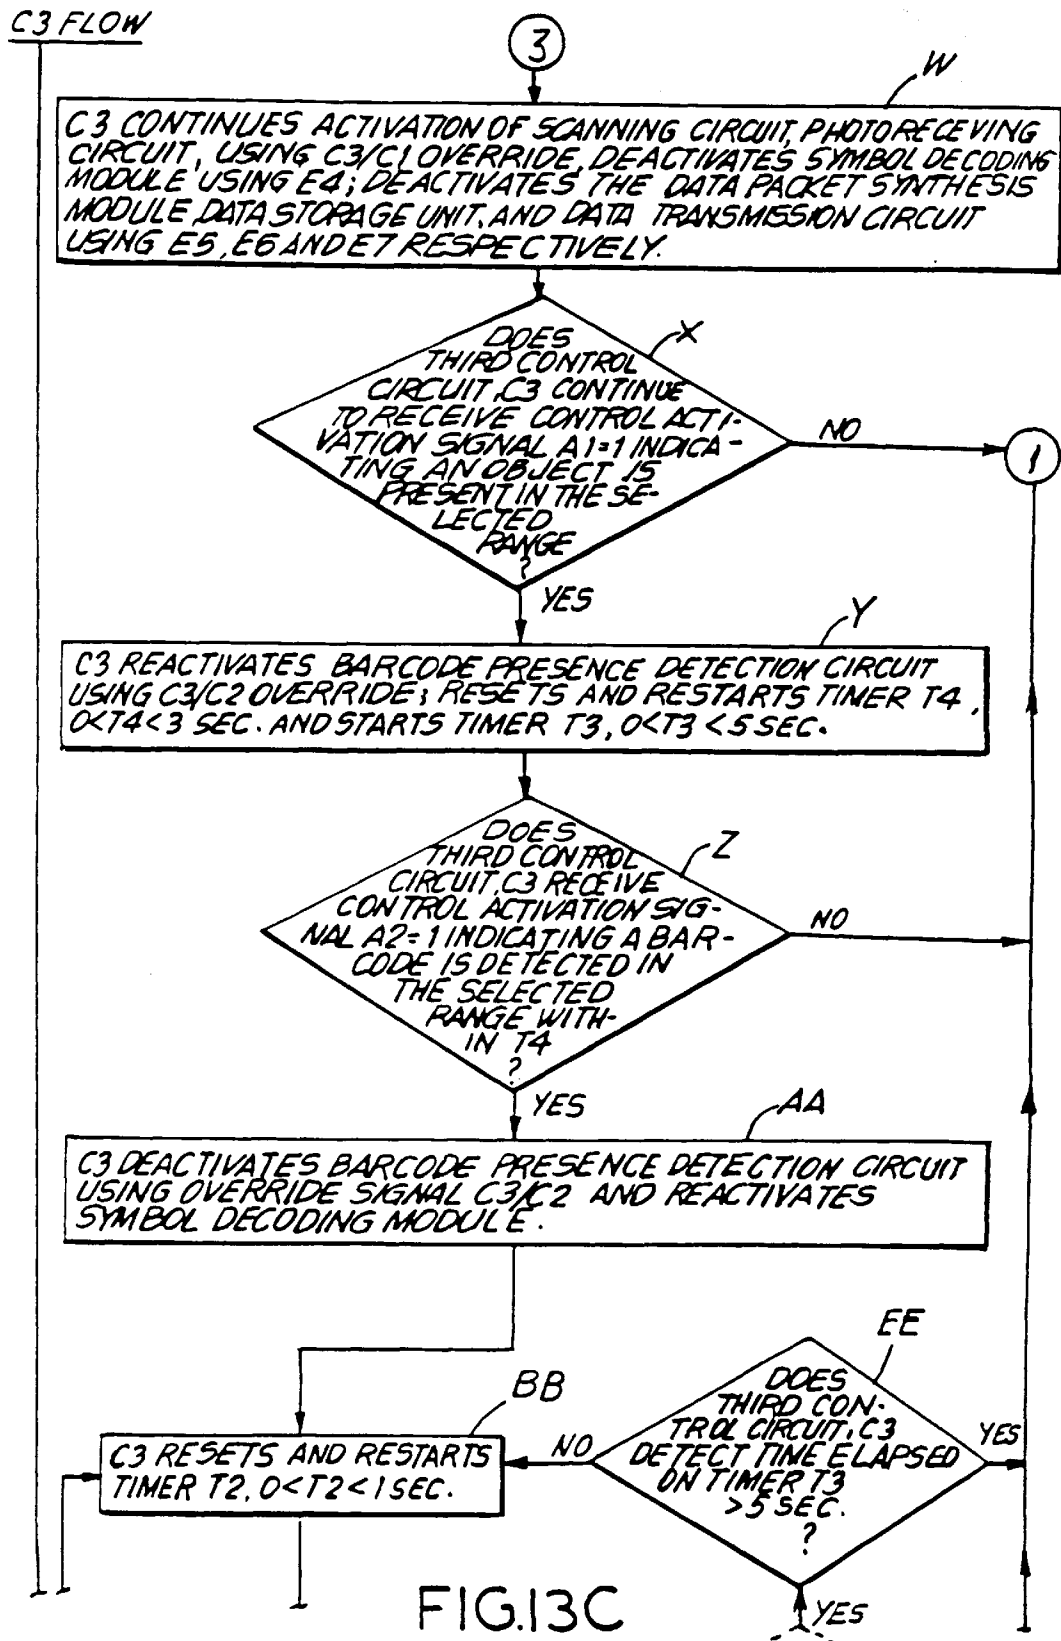 C3 FLOW
3
W
C3 CONTINUES ACTIVATION OF SCANNING CIRCUIT, PHOTORECEVING
CIRCUIT, USING C3/C1 OVERRIDE, DEACTIVATES SYMBOL DECODING
MODULE USING E4; DEACTIVATES THE DATA PACKET SYNTHESIS
MODULE DATA STORAGE UNIT, AND DATA TRANSMISSION CIRCUIT
USING E5, E6 AND E7 RESPECTIVELY.
X
DOES
THIRD CONTROL
CIRCUIT, C3 CONTINUE
TO RECEIVE CONTROL ACTI-
VATION SIGNAL A1=1 INDICA-
TING AN OBJECT IS
PRESENT IN THE SE-
LECTED
RANGE
?
NO
1
YES
Y
C3 REACTIVATES BARCODE PRESENCE DETECTION CIRCUIT
USING C3/C2 OVERRIDE; RESETS AND RESTARTS TIMER T4,
0<T4<3 SEC. AND STARTS TIMER T3, 0<T3<5 SEC.
Z
DOES
THIRD CONTROL
CIRCUIT, C3 RECEIVE
CONTROL ACTIVATION SIG-
NAL A2=1 INDICATING A BAR-
CODE IS DETECTED IN
THE SELECTED
RANGE WITH-
IN T4
?
NO
YES
AA
C3 DEACTIVATES BARCODE PRESENCE DETECTION CIRCUIT
USING OVERRIDE SIGNAL C3/C2 AND REACTIVATES
SYMBOL DECODING MODULE.
BB
C3 RESETS AND RESTARTS
TIMER T2, 0<T2<1 SEC.
EE
DOES
THIRD CON-
TROL CIRCUIT, C3
DETECT TIME ELAPSED
ON TIMER T3
>5 SEC.
?
NO
YES
YES
FIG.13C